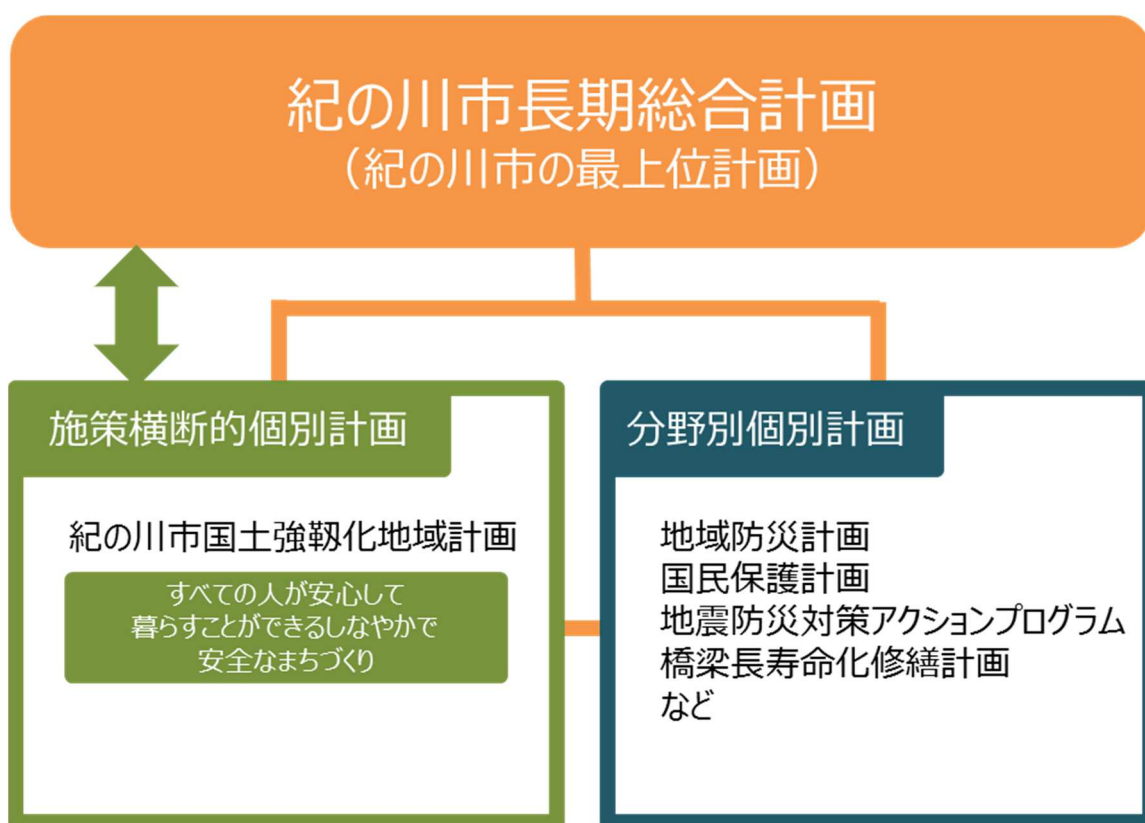 紀の川市長期総合計画
（紀の川市の最上位計画）
施策横断的個別計画
紀の川市国土強靱化地域計画
すべての人が安心して
暮らすことができるしなやかで
安全なまちづくり
分野別個別計画
地域防災計画
国民保護計画
地震防災対策アクションプログラム
橋梁長寿命化修繕計画
など